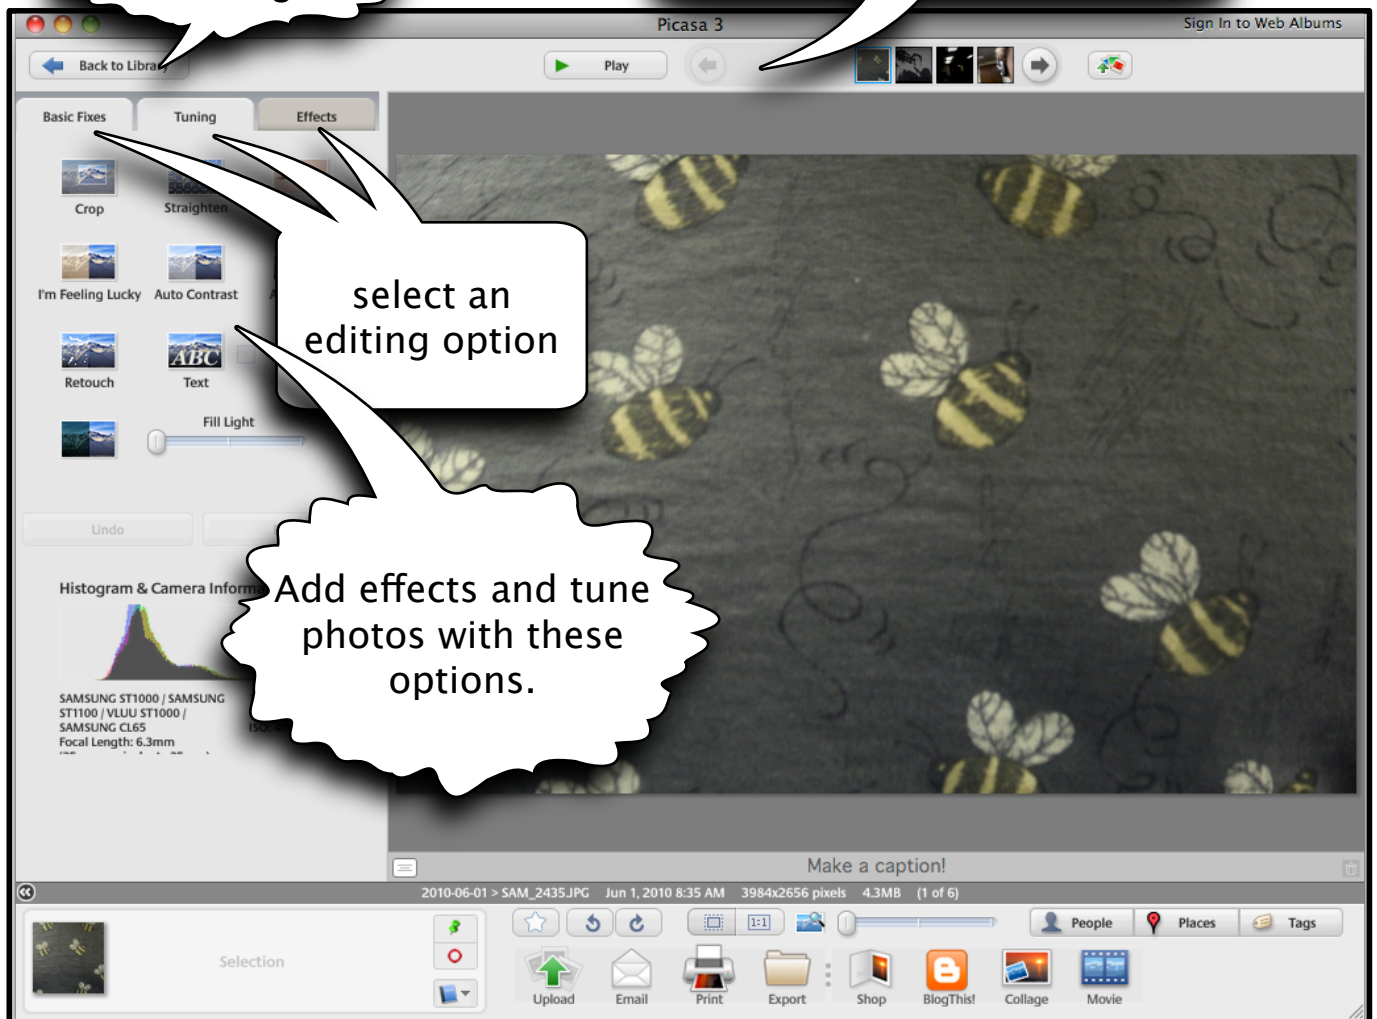 Picasa 3
Sign In to Web Albums
Back to Library
Play
Basic Fixes
Tuning
Effects
Crop
Straighten
I'm Feeling Lucky
Auto Contrast
select an
editing option
Retouch
Text
ABC
Fill Light
Undo
Histogram & Camera
Add effects and tune
photos with these
options.
SAMSUNG ST1000 / SAMSUNG
ST1100 / VLUU ST1000 /
SAMSUNG CL65
Focal Length: 6.3mm
Make a caption!
2010-06-01 > SAM_2435.JPG Jun 1, 2010 8:35 AM 3984x2656 pixels 4.3MB (1 of 6)
Selection
1:1
People
Places
Tags
Upload
Email
Print
Export
Shop
BlogThis!
Collage
Movie